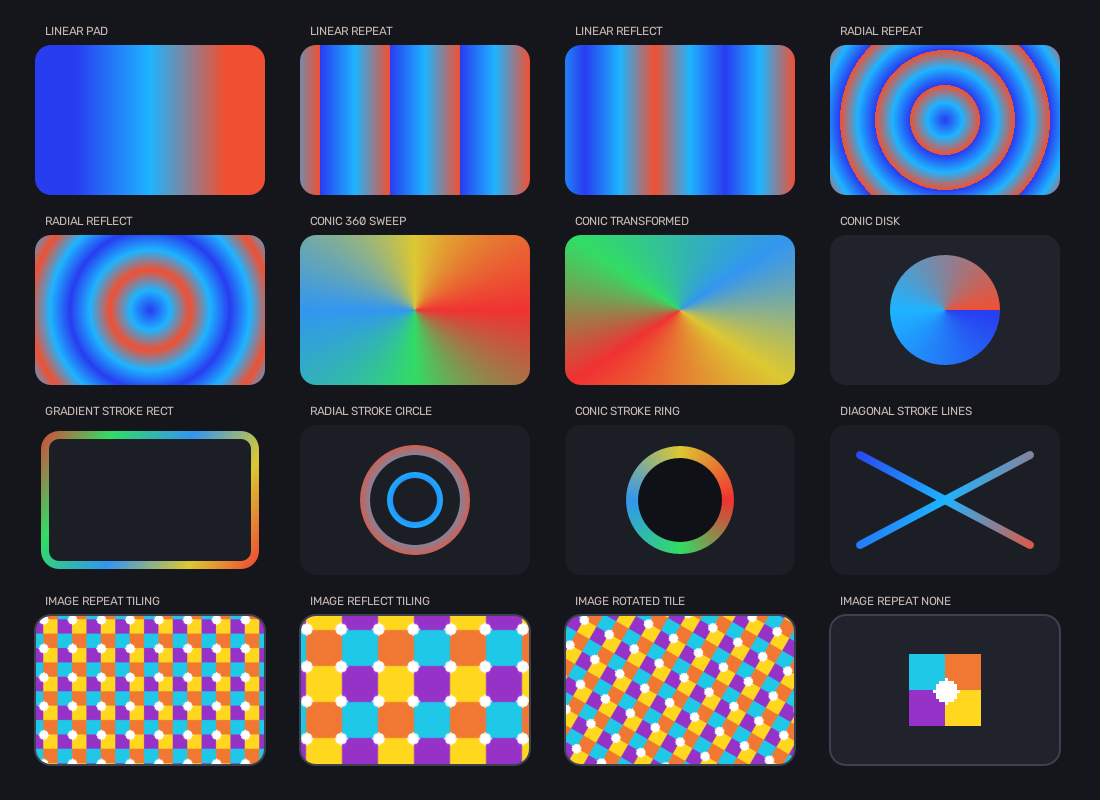 LINEAR PAD
LINEAR REPEAT
LINEAR REFLECT
RADIAL REPEAT
RADIAL REFLECT
CONIC 360 SWEEP
CONIC TRANSFORMED
CONIC DISK
GRADIENT STROKE RECT
RADIAL STROKE CIRCLE
CONIC STROKE RING
DIAGONAL STROKE LINES
IMAGE REPEAT TILING
IMAGE REFLECT TILING
IMAGE ROTATED TILE
IMAGE REPEAT NONE